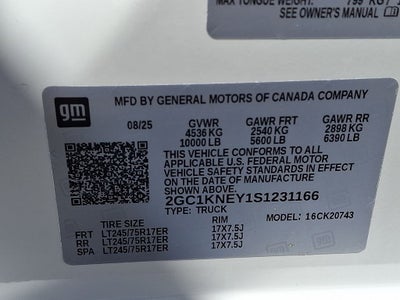 MAX TONGUE WEIGHT: 799 KG /
SEE OWNER'S MANUAL
gm
MFD BY GENERAL MOTORS OF CANADA COMPANY
08/25 GVWR GAWR FRT GAWR RR
4536 KG 2540 KG 2898 KG
10000 LB 5600 LB 6390 LB
THIS VEHICLE CONFORMS TO ALL
APPLICABLE U.S. FEDERAL MOTOR
VEHICLE SAFETY STANDARDS IN
EFFECT ON THE DATE OF MANUFACTURE
SHOWN ABOVE.
2GC1KNEY1S1231166
TYPE: TRUCK MODEL: 16CK20743
TIRE SIZE RIM
FRT LT245/75R17ER 17X7.5J
RR LT245/75R17ER 17X7.5J
SPA LT245/75R17ER 17X7.5J